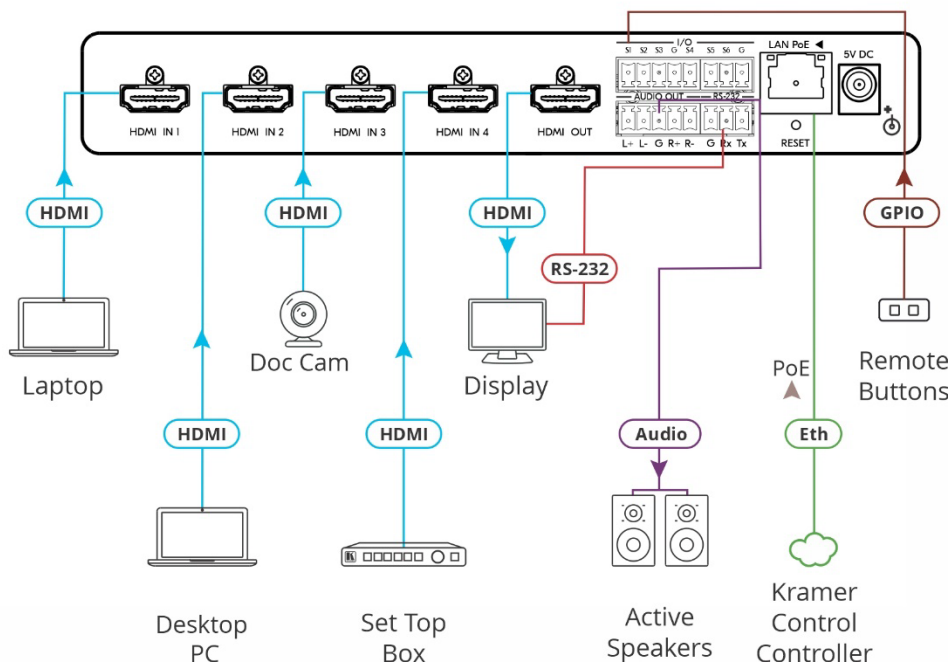 I/O
S1 S2 S3 G S4 S5 S6 G
LAN PoE ◀
5V DC
AUDIO OUT RS-232
HDMI IN 1
HDMI IN 2
HDMI IN 3
HDMI IN 4
HDMI OUT
L+ L- G R+ R- G Rx Tx
RESET
HDMI
HDMI
HDMI
GPIO
RS-232
Laptop
Doc Cam
Display
PoE
Remote
Buttons
HDMI
HDMI
Audio
Eth
Desktop
PC
Set Top
Box
Active
Speakers
Kramer
Control
Controller